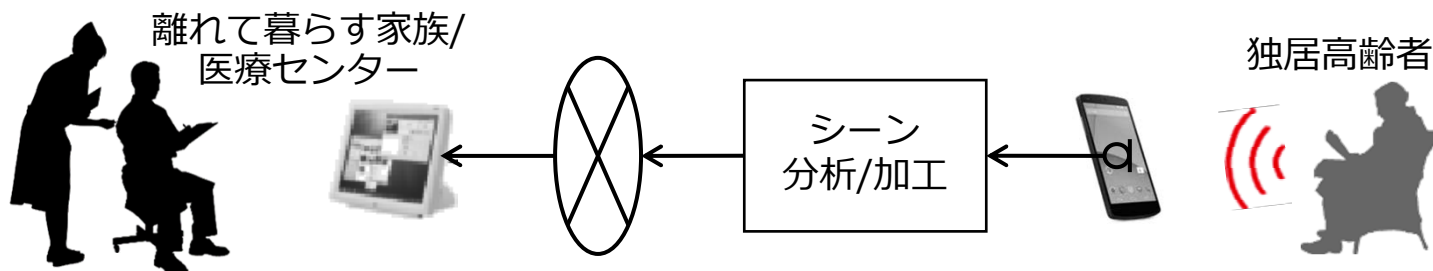 離れて暮らす家族/
医療センター
シーン
分析/加工
独居高齢者